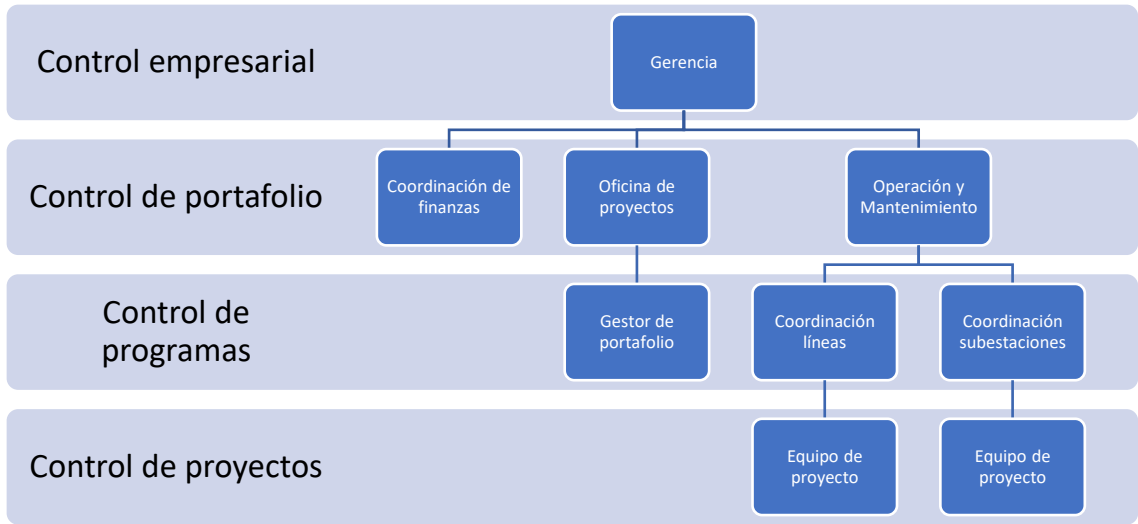 Control empresarial
Gerencia
Control de portafolio
Coordinación de
finanzas
Oficina de
proyectos
Operación y
Mantenimiento
Control de
programas
Gestor de
portafolio
Coordinación
líneas
Coordinación
subestaciones
Control de proyectos
Equipo de
proyecto
Equipo de
proyecto